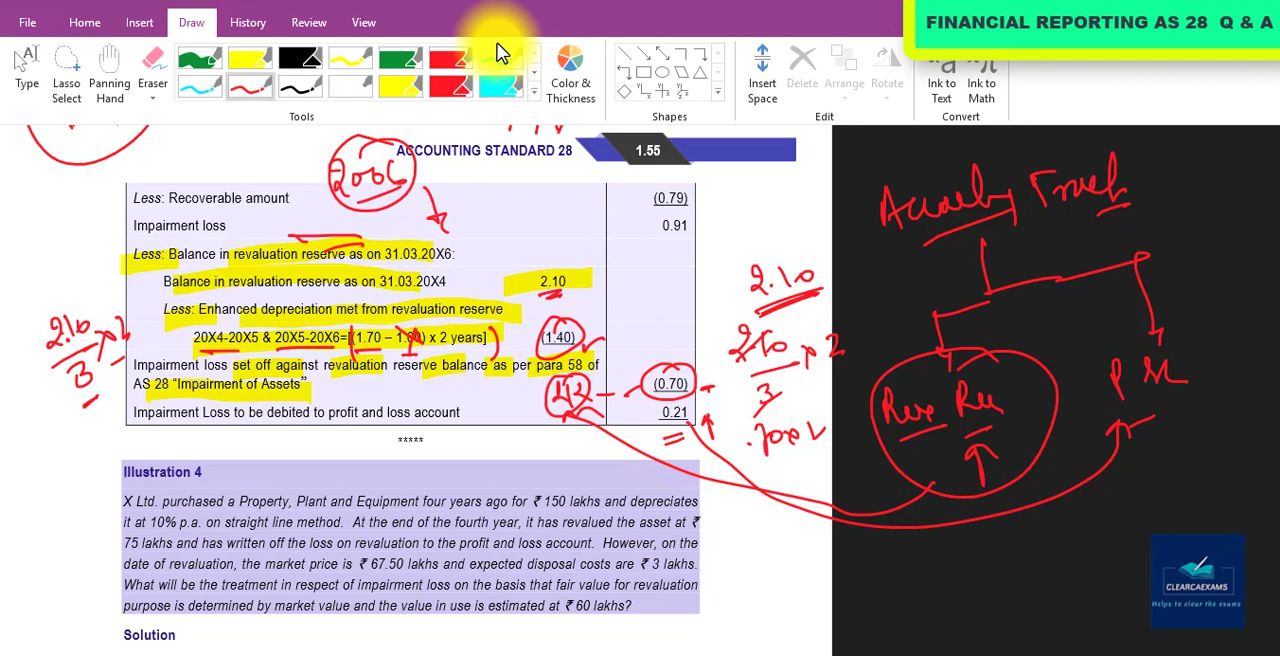 File Home Insert Draw History Review View
FINANCIAL REPORTING AS 28 Q & A
Type Lasso Select Panning Hand Eraser Color & Thickness Insert Space Delete Arrange Rotate Ink to Text Ink to Math
Tools Shapes Edit Convert
ACCOUNTING STANDARD 28 1.55
2006
Less: Recoverable amount (0.79)
Impairment loss 0.91
Less: Balance in revaluation reserve as on 31.03.20X6:
Balance in revaluation reserve as on 31.03.20X4 2.10
Less: Enhanced depreciation met from revaluation reserve
20X4-20X5 & 20X5-20X6=[(1.70 – 1.00) x 2 years] (1.40)
Impairment loss set off against revaluation reserve balance as per para 58 of
AS 28 “Impairment of Assets” (0.70)
Impairment Loss to be debited to profit and loss account 0.21
*****
2.10
3
x 2
2.10
2.10
3
x 2
Rev Res
Illustration 4
X Ltd. purchased a Property, Plant and Equipment four years ago for ₹ 150 lakhs and depreciates
it at 10% p.a. on straight line method. At the end of the fourth year, it has revalued the asset at ₹
75 lakhs and has written off the loss on revaluation to the profit and loss account. However, on the
date of revaluation, the market price is ₹ 67.50 lakhs and expected disposal costs are ₹ 3 lakhs.
What will be the treatment in respect of impairment loss on the basis that fair value for revaluation
purpose is determined by market value and the value in use is estimated at ₹ 60 lakhs?
Solution
CLEARCAEXAMS
Helps to clear the exams